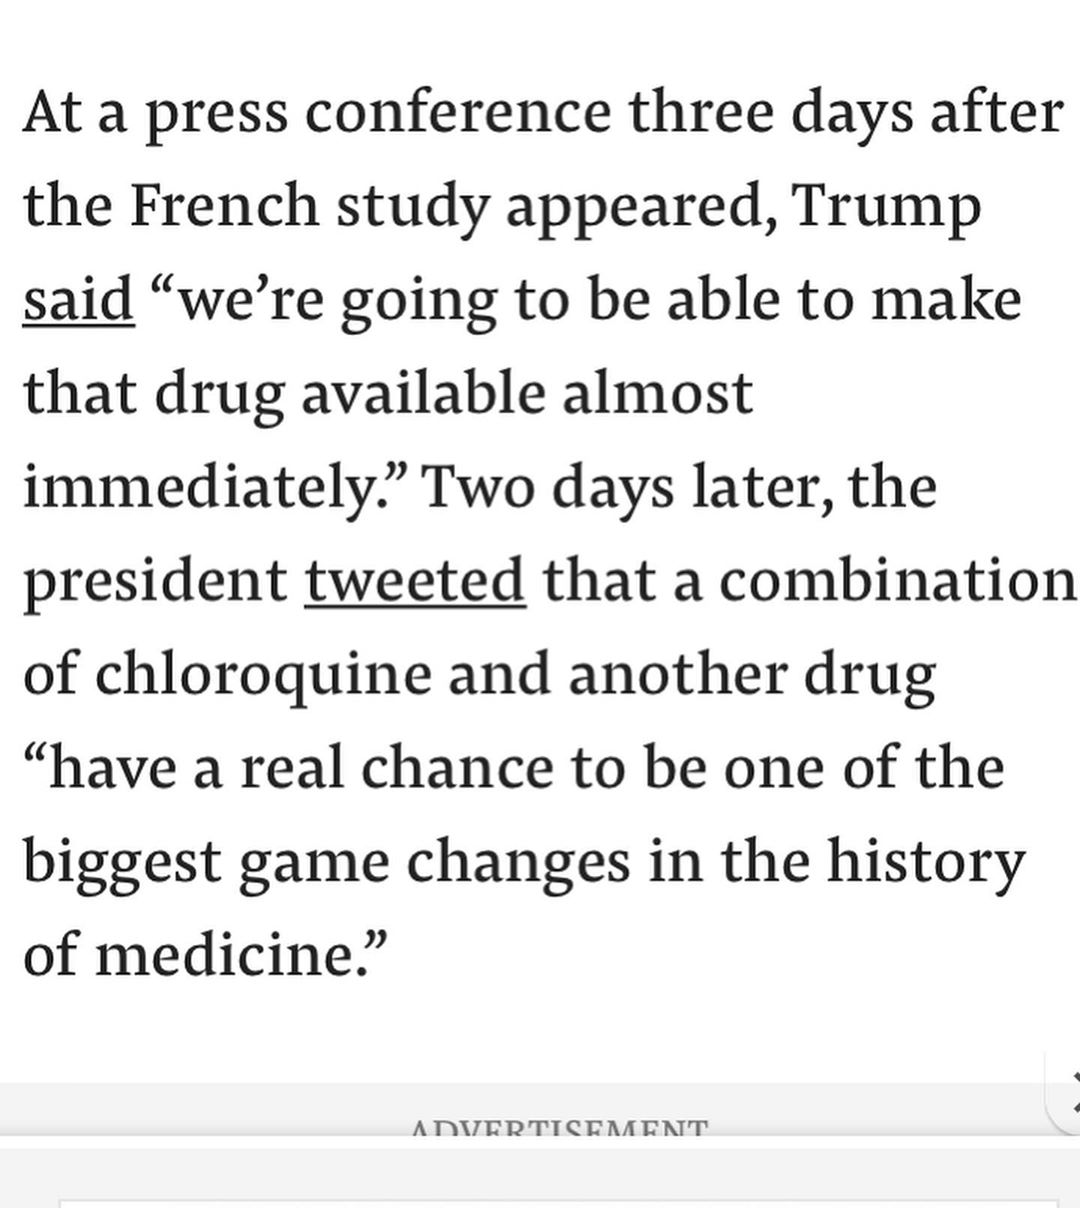 At a press conference three days after
the French study appeared, Trump
said “we’re going to be able to make
that drug available almost
immediately.” Two days later, the
president tweeted that a combination
of chloroquine and another drug
“have a real chance to be one of the
biggest game changes in the history
of medicine.”
ADVERTISEMENT